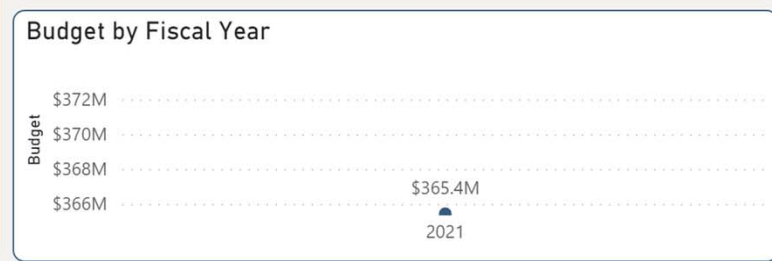 Budget by Fiscal Year
Budget
$372M
$370M
$368M
$366M
$365.4M
2021